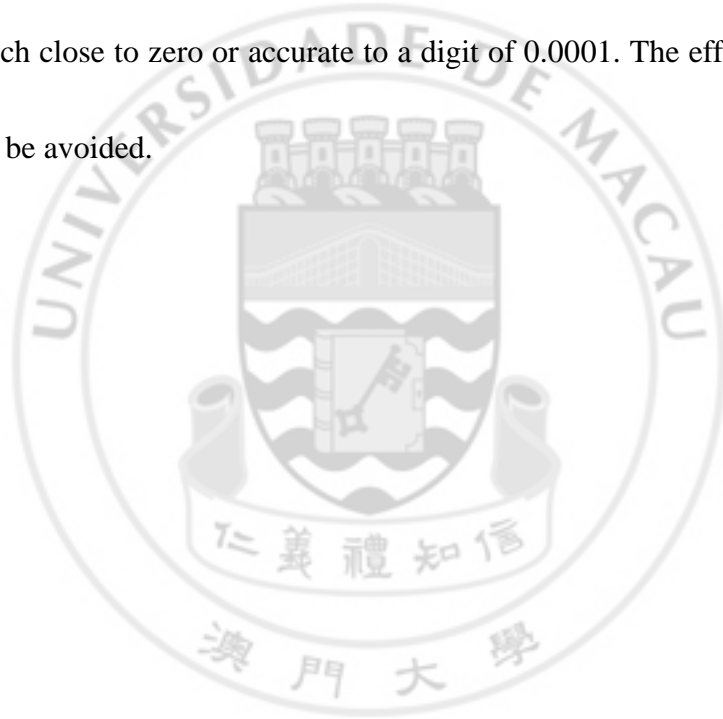 ch close to zero or accurate to a digit of 0.0001. The eff
be avoided.
UNIVERSIDADE DE MACAU
仁義禮知信
澳門大學